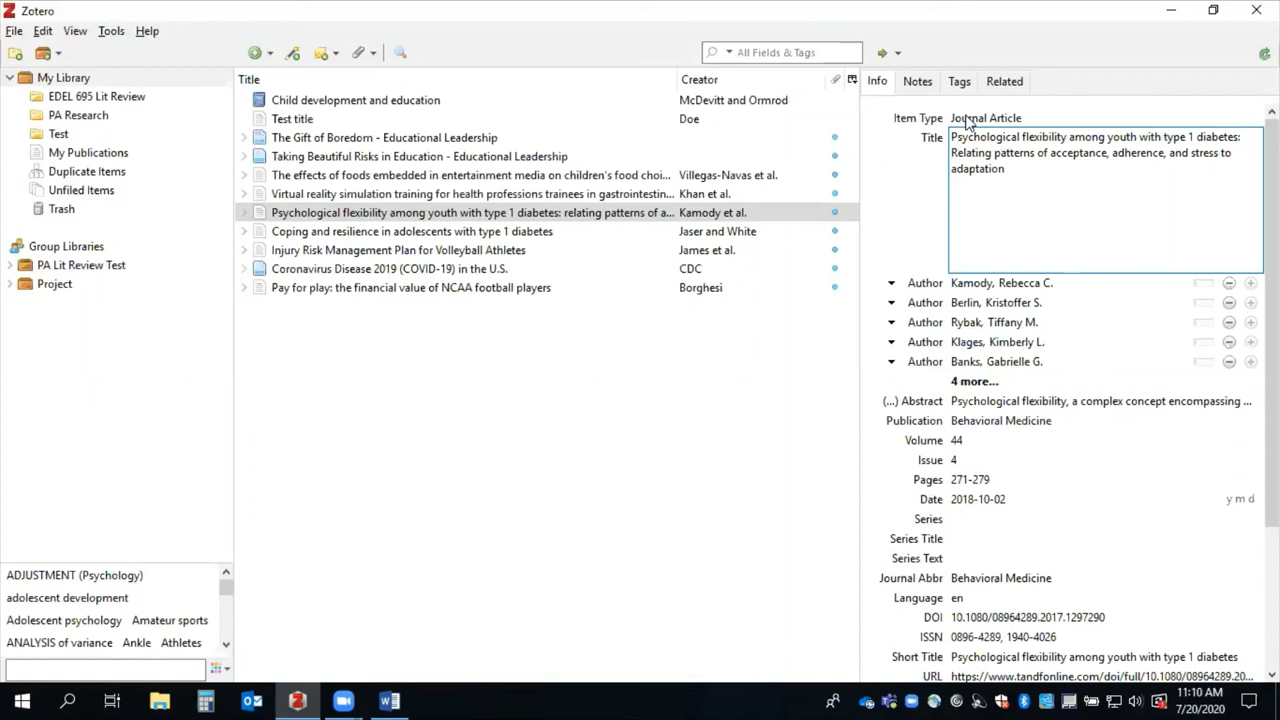 Zotero
File Edit View Tools Help
All Fields & Tags
My Library
EDEL 695 Lit Review
PA Research
Test
My Publications
Duplicate Items
Unfiled Items
Trash
Group Libraries
PA Lit Review Test
Project
ADJUSTMENT (Psychology)
adolescent development
Adolescent psychology Amateur sports
ANALYSIS of variance Ankle Athletes
Title Creator
Child development and education McDevitt and Ormrod
Test title Doe
The Gift of Boredom - Educational Leadership
Taking Beautiful Risks in Education - Educational Leadership
The effects of foods embedded in entertainment media on children's food choi... Villegas-Navas et al.
Virtual reality simulation training for health professions trainees in gastrointestin... Khan et al.
Psychological flexibility among youth with type 1 diabetes: relating patterns of a... Kamody et al.
Coping and resilience in adolescents with type 1 diabetes Jaser and White
Injury Risk Management Plan for Volleyball Athletes James et al.
Coronavirus Disease 2019 (COVID-19) in the U.S. CDC
Pay for play: the financial value of NCAA football players Borghesi
Info Notes Tags Related
Item Type Journal Article
Title Psychological flexibility among youth with type 1 diabetes:
Relating patterns of acceptance, adherence, and stress to
adaptation
Author Kamody, Rebecca C.
Author Berlin, Kristoffer S.
Author Rybak, Tiffany M.
Author Klages, Kimberly L.
Author Banks, Gabrielle G.
4 more...
(...) Abstract Psychological flexibility, a complex concept encompassing ...
Publication Behavioral Medicine
Volume 44
Issue 4
Pages 271-279
Date 2018-10-02 y m d
Series
Series Title
Series Text
Journal Abbr Behavioral Medicine
Language en
DOI 10.1080/08964289.2017.1297290
ISSN 0896-4289, 1940-4026
Short Title Psychological flexibility among youth with type 1 diabetes
URL https://www.tandfonline.com/doi/full/10.1080/08964289.20...
11:10 AM
7/20/2020